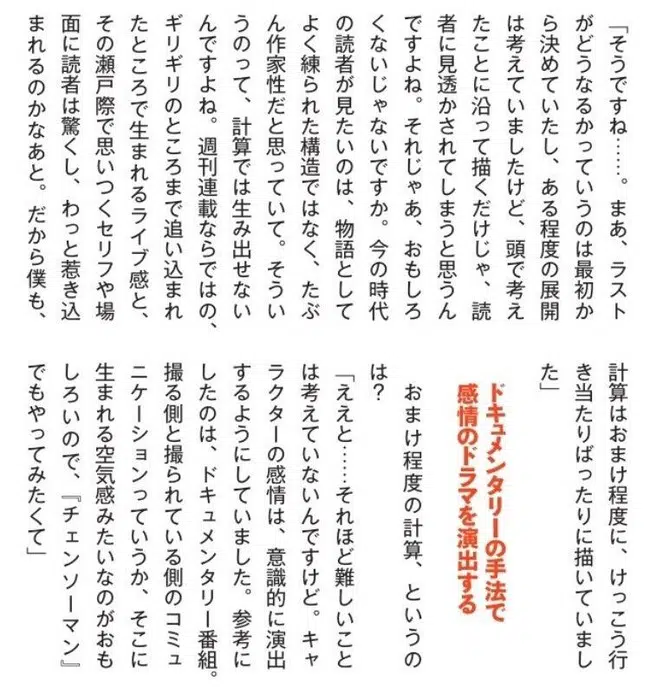 「そうですね……。まあ、ラスト
がどうなるかっていうのは最初か
ら決めていたし、ある程度の展開
は考えていましたけど、頭で考え
たことに沿って描くだけじゃ、読
者に見透かされてしまうと思うん
ですよね。それじゃあ、おもしろ
くないじゃないですか。今の時代
の読者が見たいのは、物語として
よく練られた構造ではなく、たぶ
ん作家性だと思っていて。そうい
うのって、計算では生み出せない
んですよね。週刊連載ならではの、
ギリギリのところまで追い込まれ
たところで生まれるライブ感と、
その瀬戸際で思いつくセリフや場
面に読者は驚くし、わっと惹き込
まれるのかなあと。だから僕も、
計算はおまけ程度に、けっこう行
き当たりばったりに描いていまし
た」
ドキュメンタリーの手法で
感情のドラマを演出する
おまけ程度の計算、というの
は?
「ええと……それほど難しいこと
は考えていないんですけど。キャ
ラクターの感情は、意識的に演出
するようにしていました。参考に
したのは、ドキュメンタリー番組。
撮る側と撮られている側のコミュ
ニケーションっていうか、そこに
生まれる空気感みたいなのがおも
しろいので、『チェンソーマン』
でもやってみたくて」